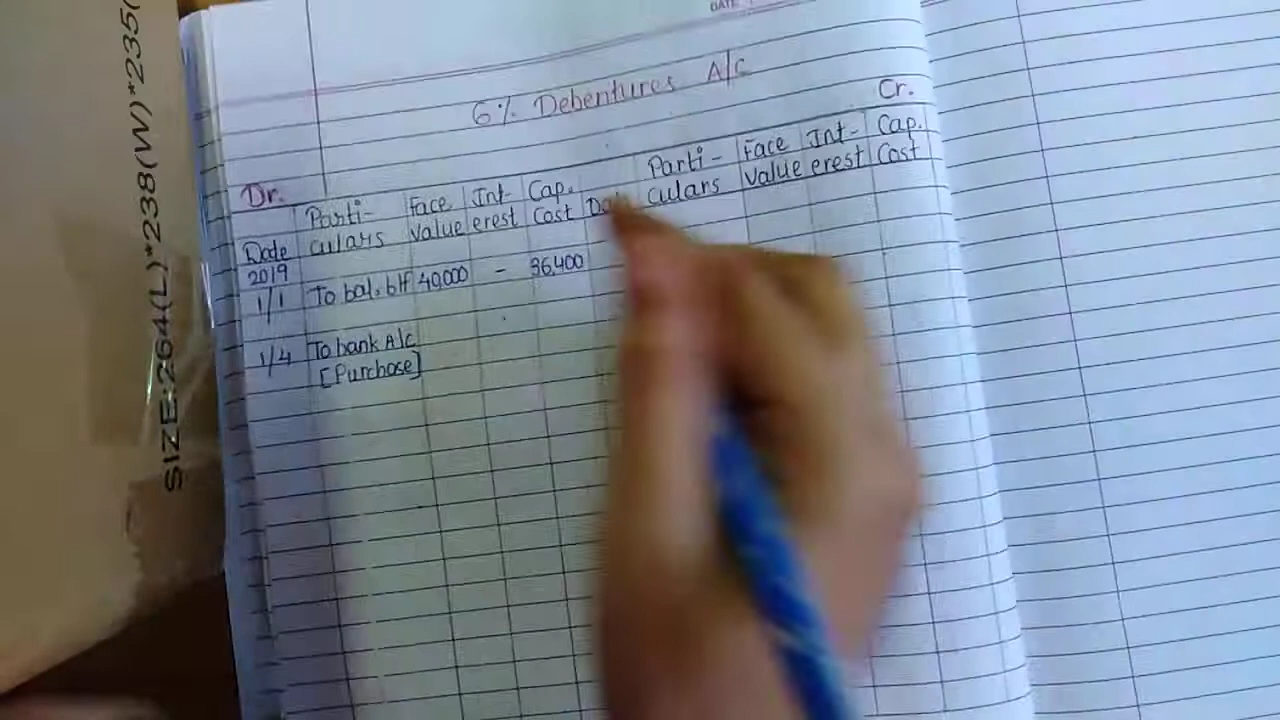 SIZE:264(L)*238(W)*235(
DATE
6% Debentures A/c
Dr.
Cr.
Date
Parti-
culars
Face
value
Int-
erest
Cap.
Cost
Parti-
culars
Face
Value
Int-
erest
Cap.
Cost
2019
1/1 To bal. b/f 40,000 - 36,400
1/4 To bank A/c
[Purchase]